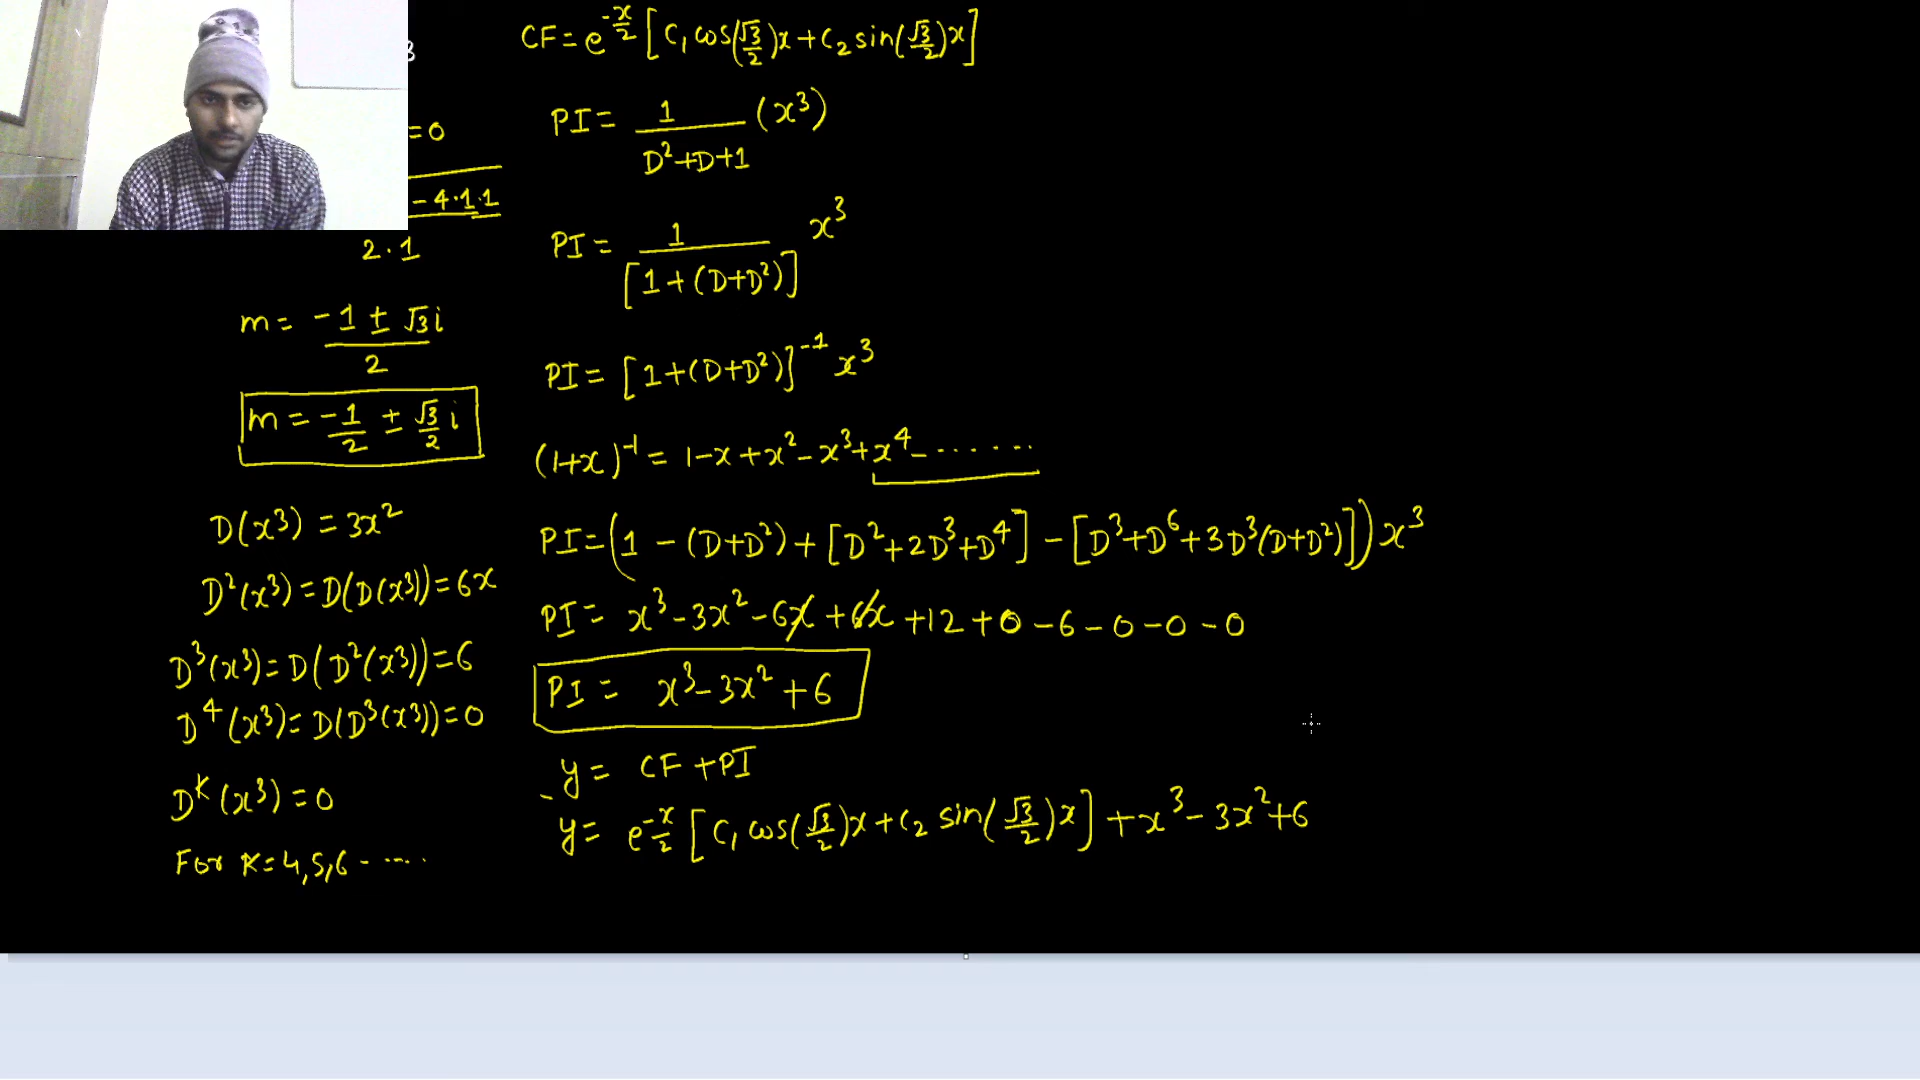 3
=0
-4·1·1
2·1
m = (-1 ± √3i)/2
m = -1/2 ± √3/2 i
D(x³) = 3x²
D²(x³) = D(D(x³)) = 6x
D³(x³) = D(D²(x³)) = 6
D⁴(x³) = D(D³(x³)) = 0
Dᴷ(x³) = 0
For K=4,5,6 - ....
CF = e^(-x/2) [C₁ cos(√3/2)x + C₂ sin(√3/2)x]
PI = 1/(D²+D+1) (x³)
PI = 1/[1+(D+D²)] x³
PI = [1+(D+D²)]⁻¹ x³
(1+x)⁻¹ = 1-x+x²-x³+x⁴-.......
PI = (1 - (D+D²) + [D²+2D³+D⁴] - [D³+D⁶+3D³(D+D²)]) x³
PI = x³-3x²-6x+6x+12+0-6-0-0-0
PI = x³-3x²+6
y = CF+PI
y = e^(-x/2) [C₁ cos(√3/2)x + C₂ sin(√3/2)x] + x³-3x²+6